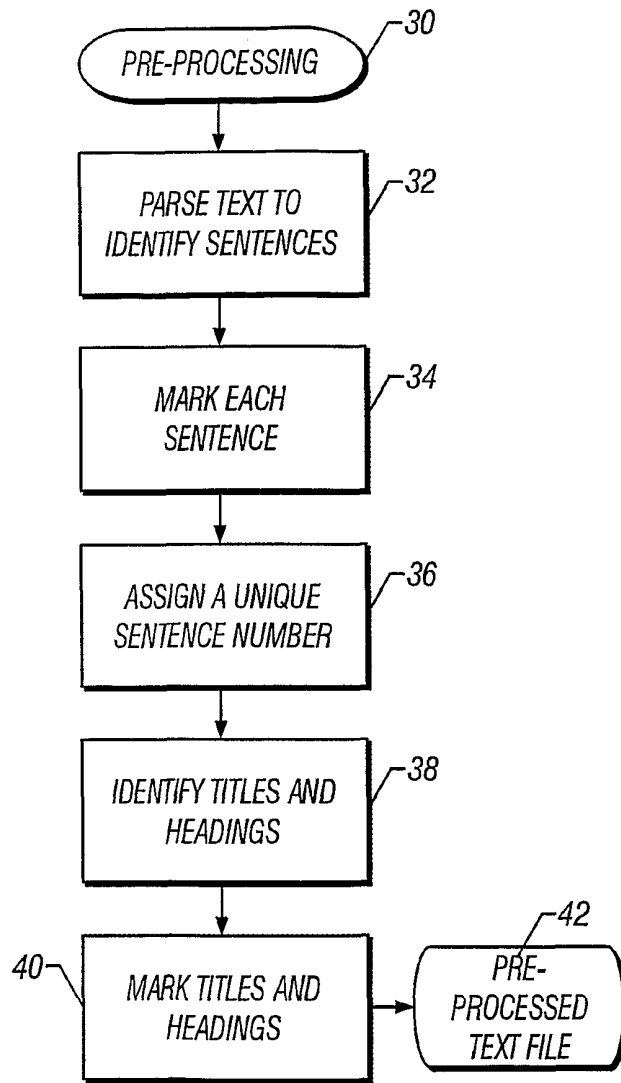 PRE-PROCESSING
30
PARSE TEXT TO
IDENTIFY SENTENCES
32
MARK EACH
SENTENCE
34
ASSIGN A UNIQUE
SENTENCE NUMBER
36
IDENTIFY TITLES AND
HEADINGS
38
40
MARK TITLES AND
HEADINGS
42
PRE-
PROCESSED
TEXT FILE